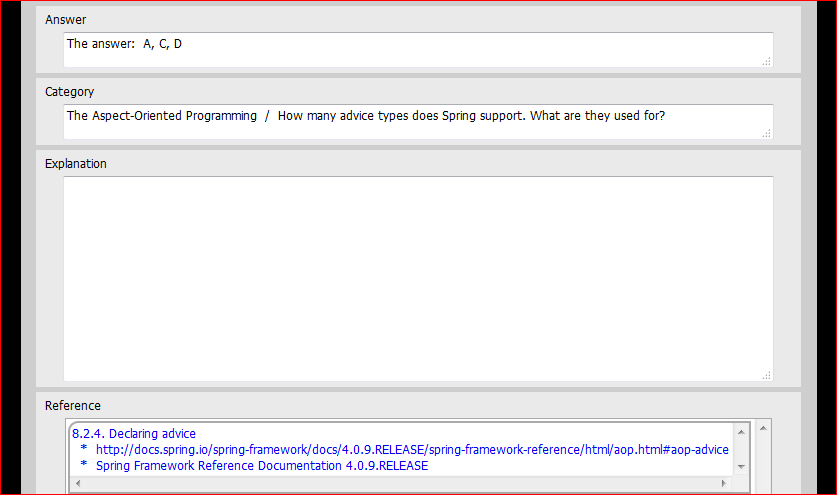 Answer
The answer:  A, C, D
Category
The Aspect-Oriented Programming  /  How many advice types does Spring support. What are they used for?
Explanation
Reference
8.2.4. Declaring advice
*  http://docs.spring.io/spring-framework/docs/4.0.9.RELEASE/spring-framework-reference/html/aop.html#aop-advice
*  Spring Framework Reference Documentation 4.0.9.RELEASE